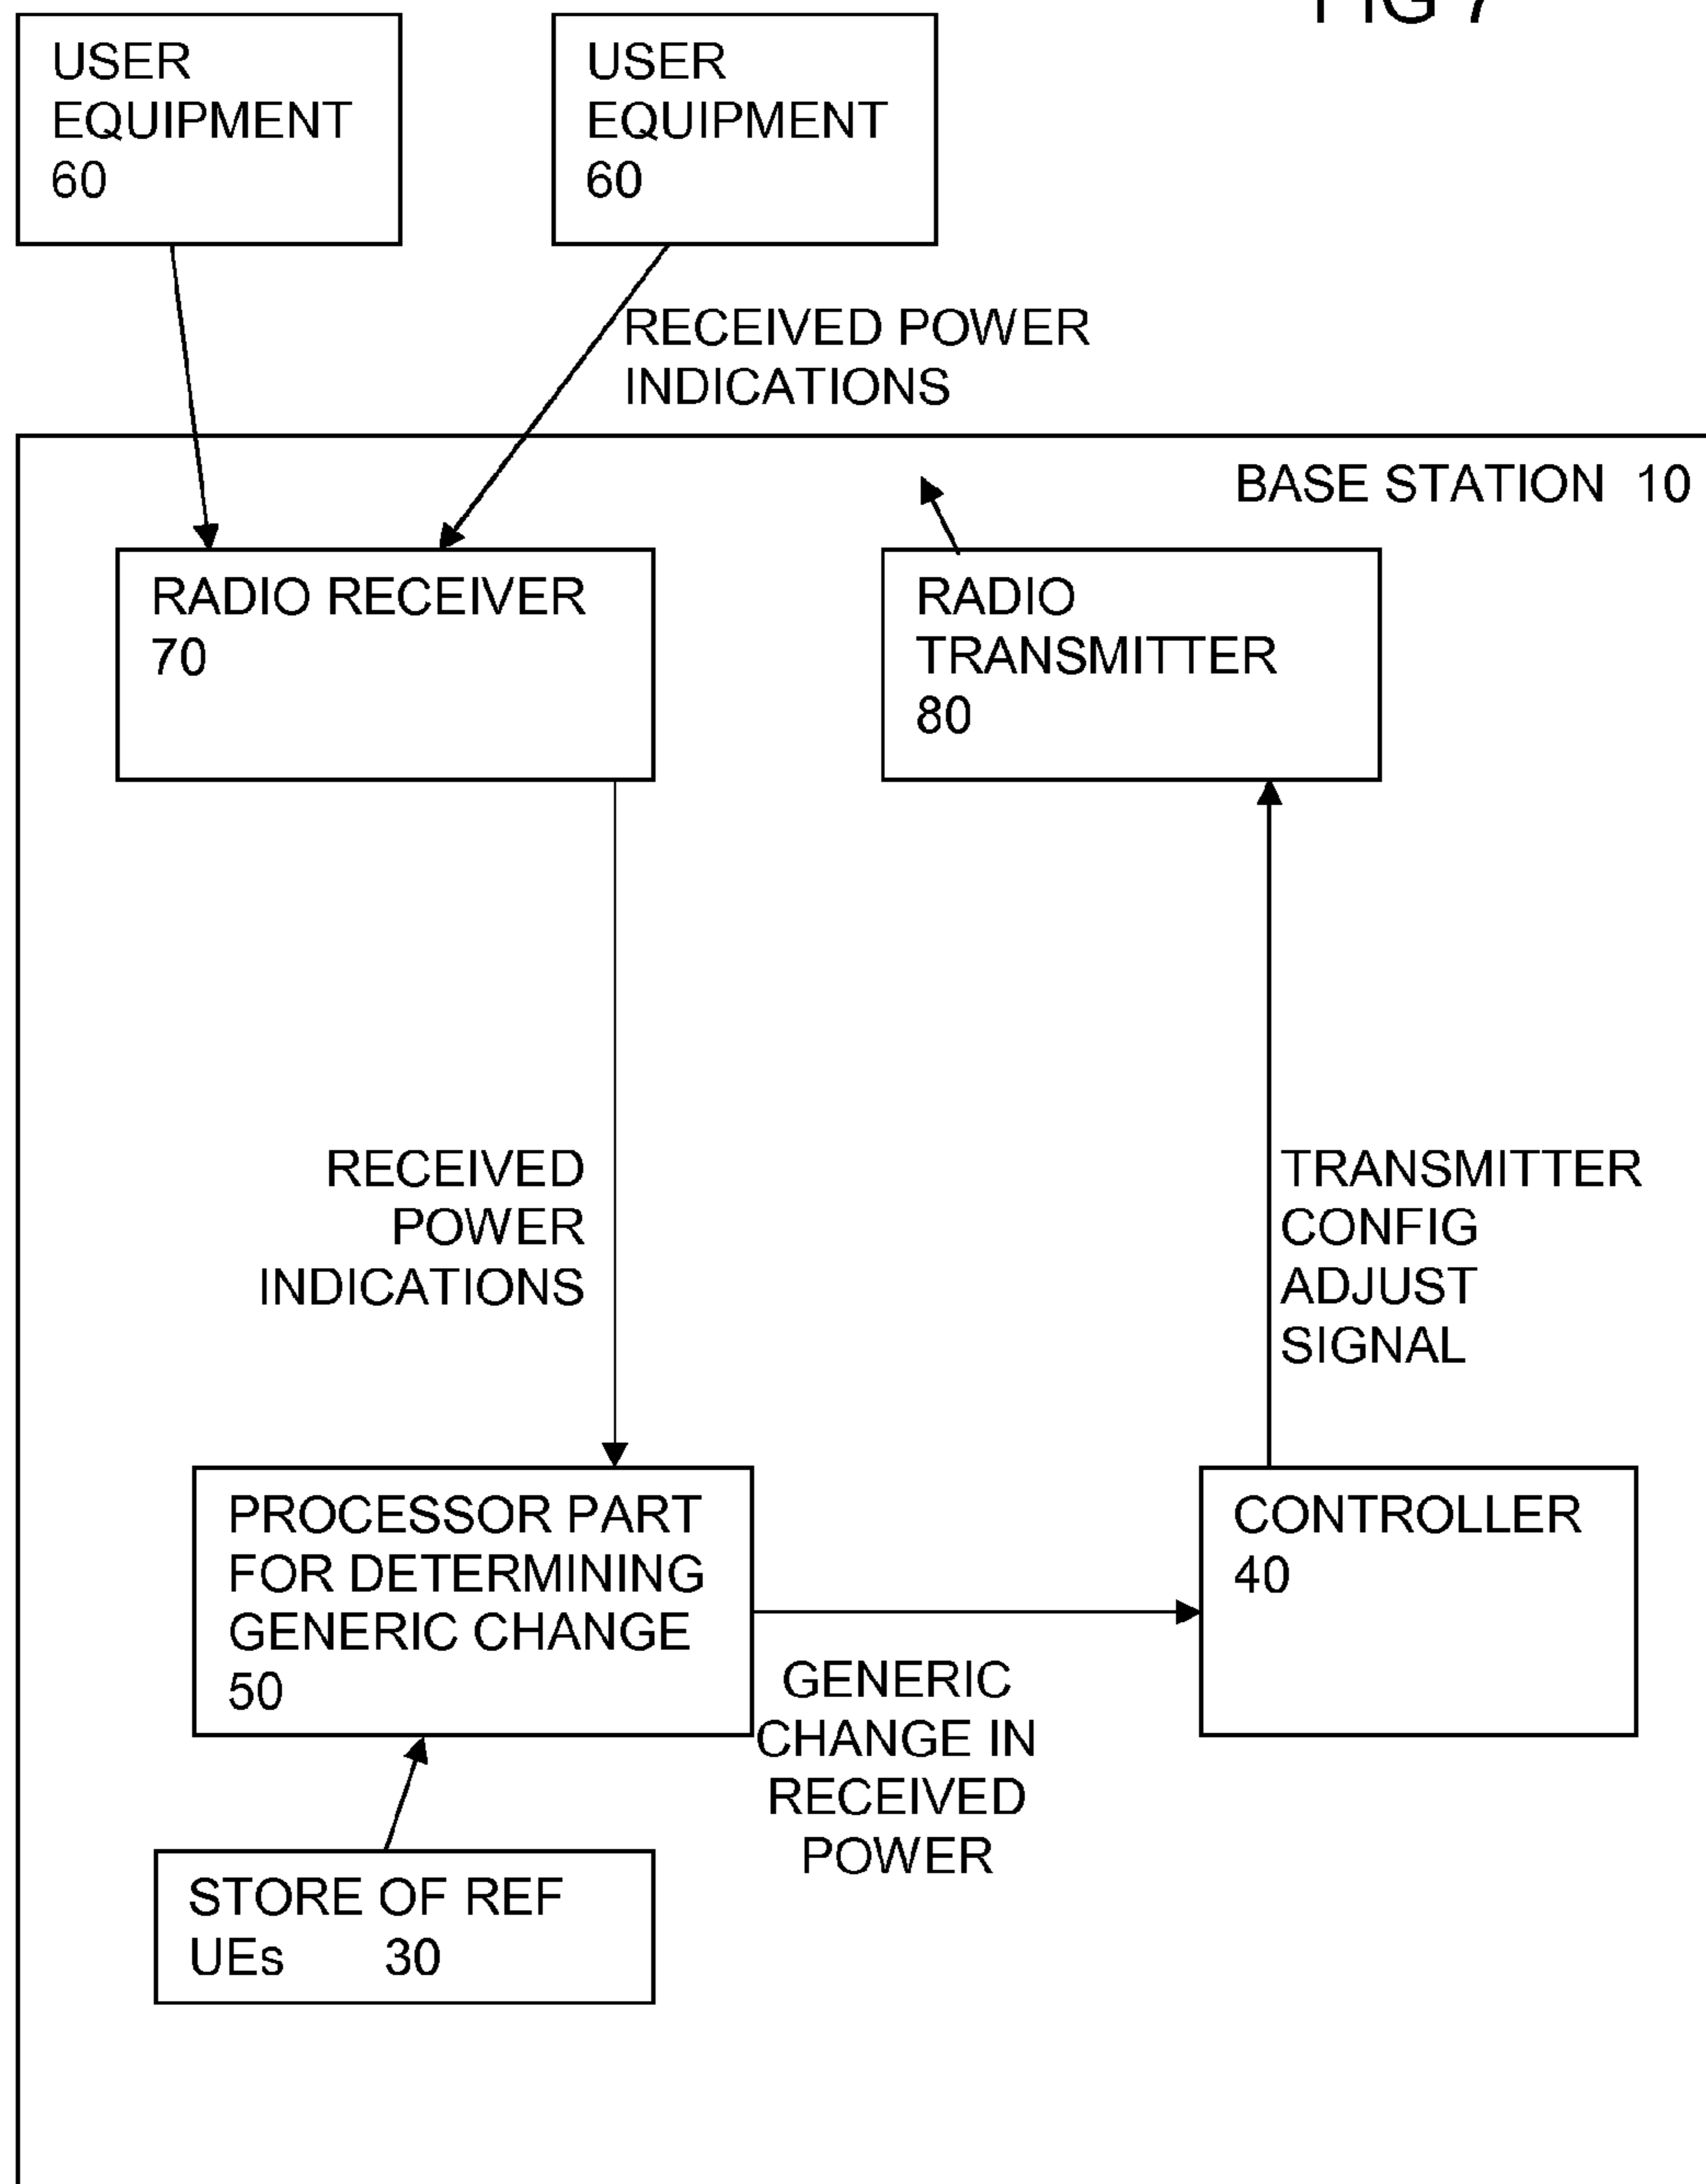 FIG 7
USER
EQUIPMENT
60
USER
EQUIPMENT
60
RECEIVED POWER
INDICATIONS
BASE STATION 10
RADIO RECEIVER
70
RADIO
TRANSMITTER
80
RECEIVED
POWER
INDICATIONS
TRANSMITTER
CONFIG
ADJUST
SIGNAL
PROCESSOR PART
FOR DETERMINING
GENERIC CHANGE
50
CONTROLLER
40
GENERIC
CHANGE IN
RECEIVED
POWER
STORE OF REF
UEs 30